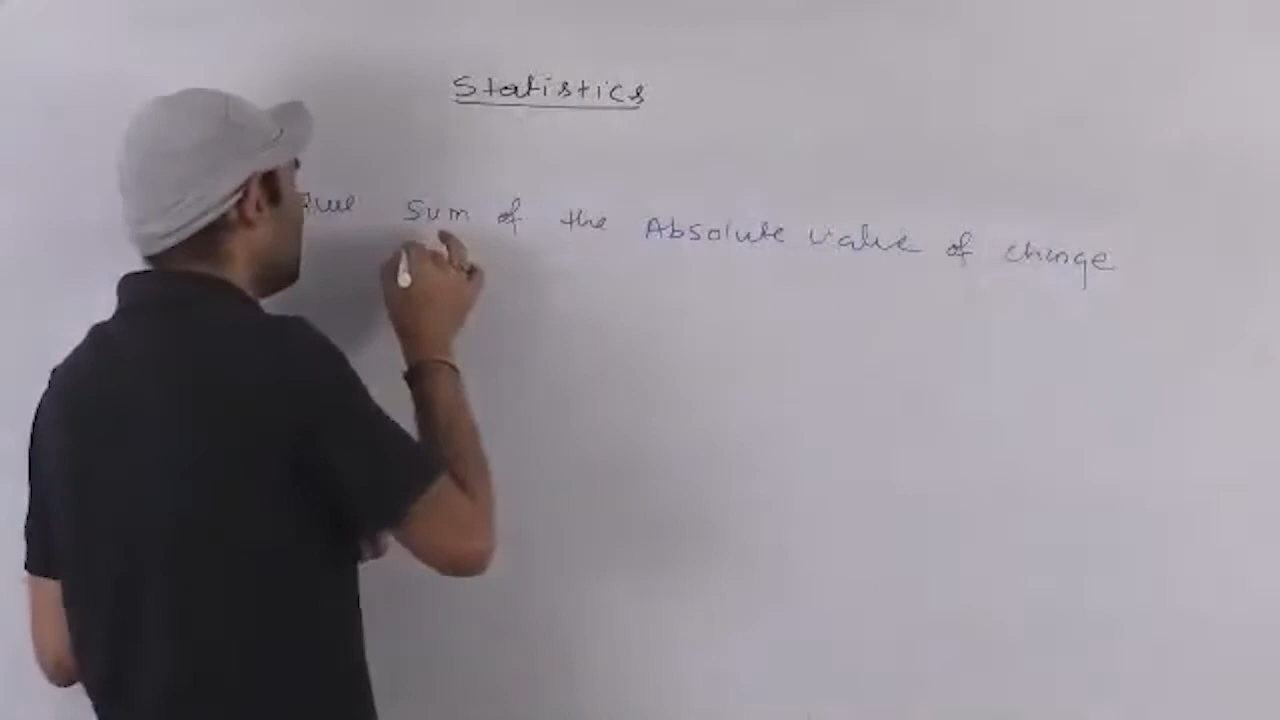 Statistics
Sum of the Absolute value of change